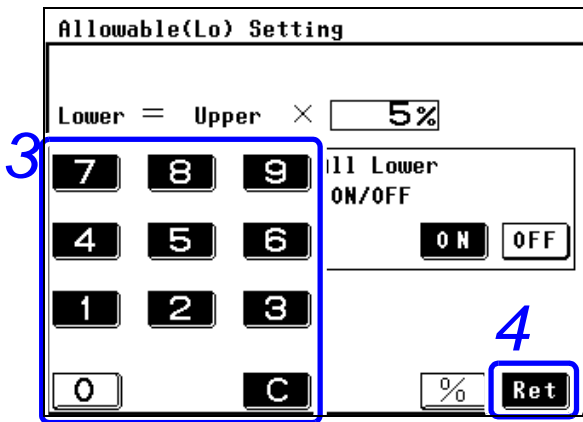 Allowable(Lo) Setting
Lower = Upper × 5%
3
7 8 9
ll Lower
ON/OFF
4 5 6
ON OFF
1 2 3
4
0 C % Ret